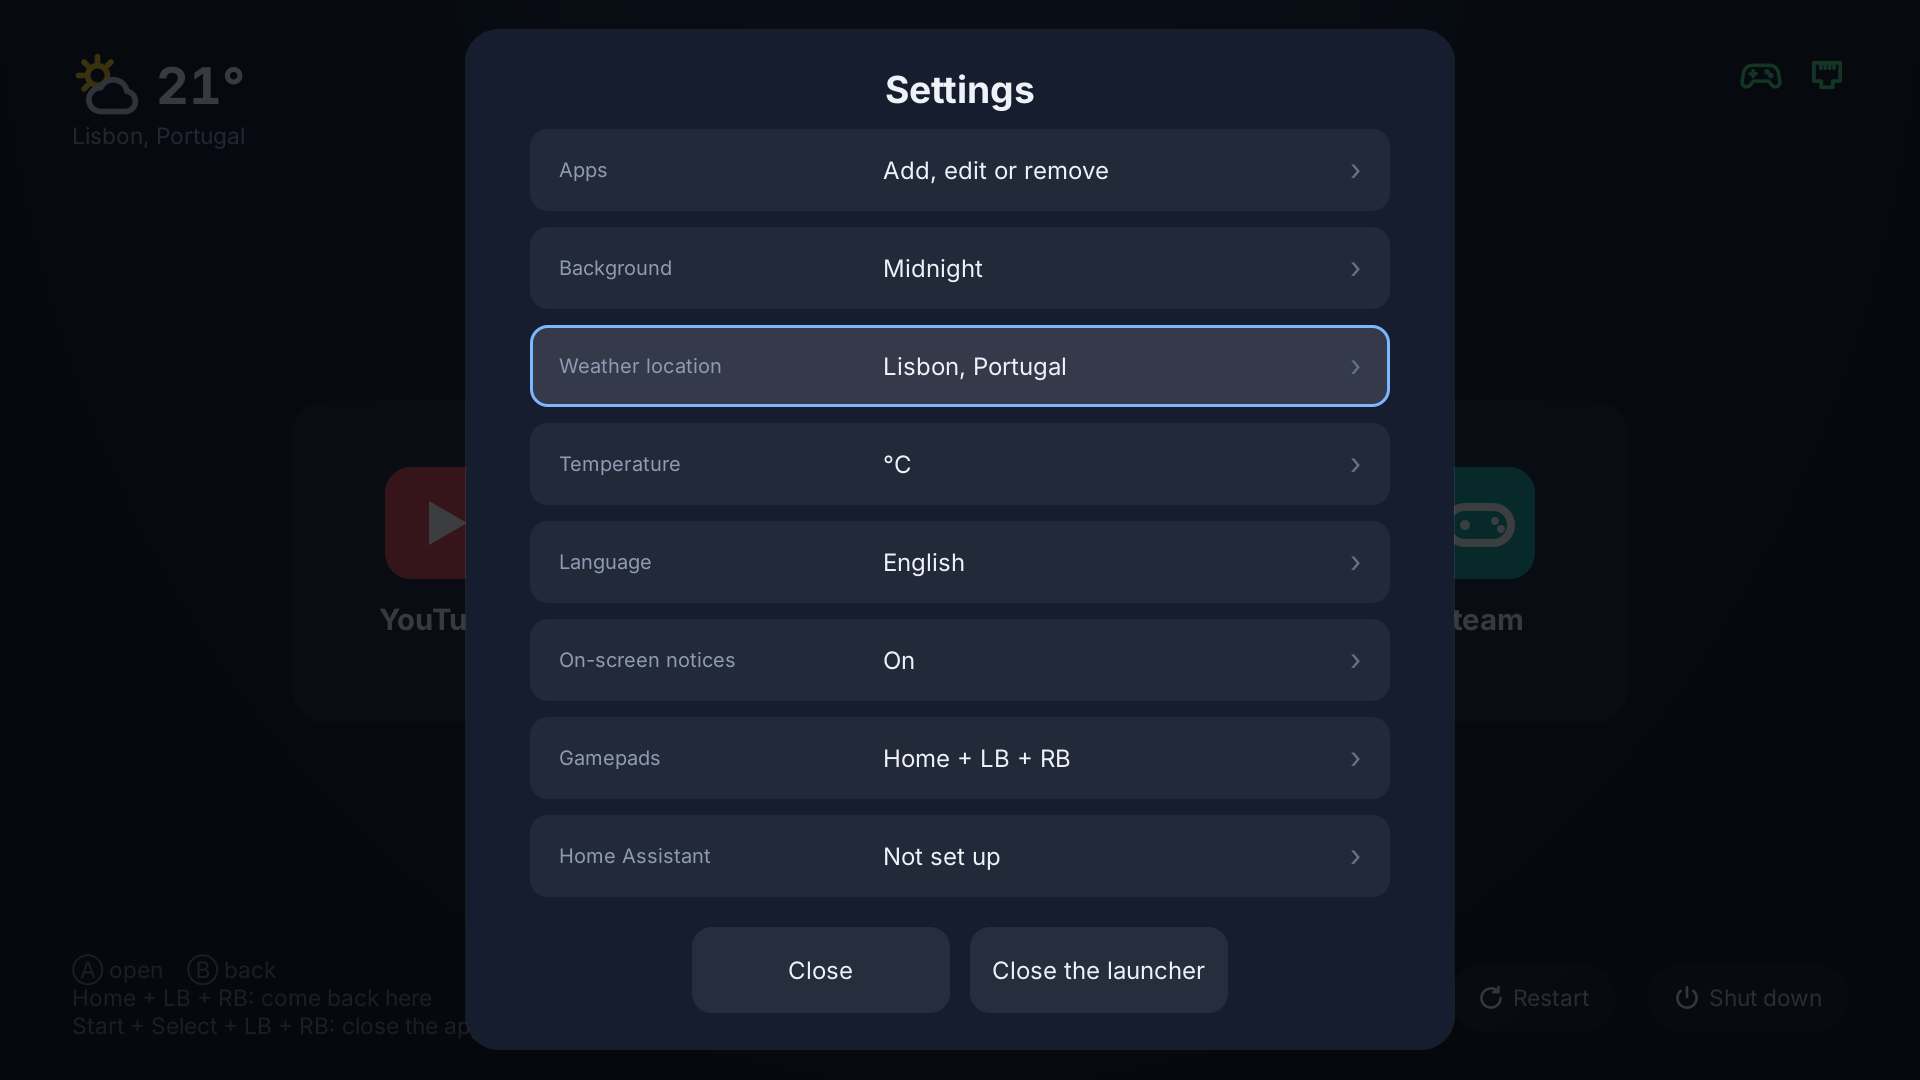 21°
Lisbon, Portugal
Settings
Apps Add, edit or remove
Background Midnight
Weather location Lisbon, Portugal
Temperature °C
Language English
On-screen notices On
Gamepads Home + LB + RB
Home Assistant Not set up
Close Close the launcher
YouTu
team
A open B back
Home + LB + RB: come back here
Start + Select + LB + RB: close the ap
Restart Shut down